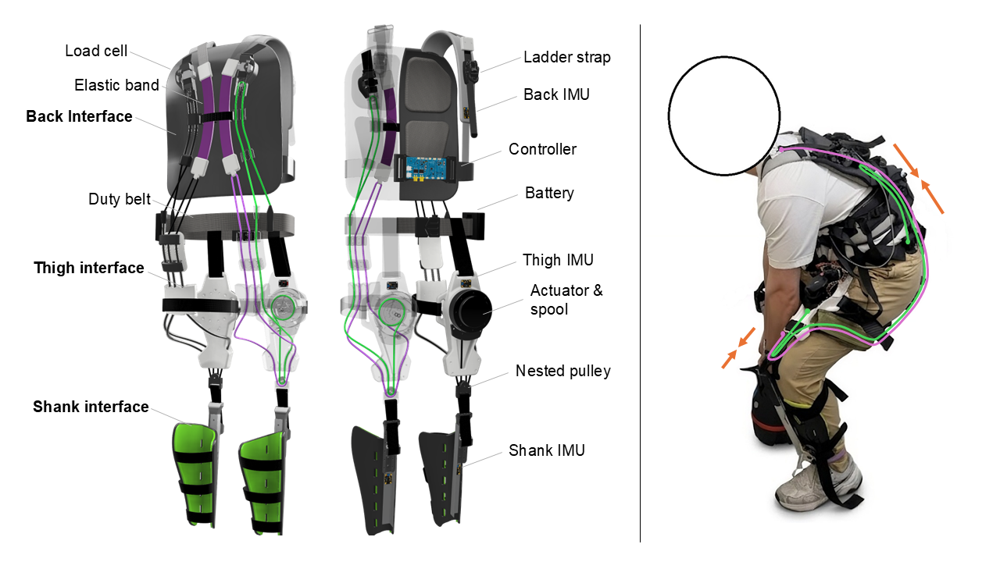 Load cell
Elastic band
Back Interface
Duty belt
Thigh interface
Shank interface
Ladder strap
Back IMU
Controller
Battery
Thigh IMU
Actuator &
spool
Nested pulley
Shank IMU